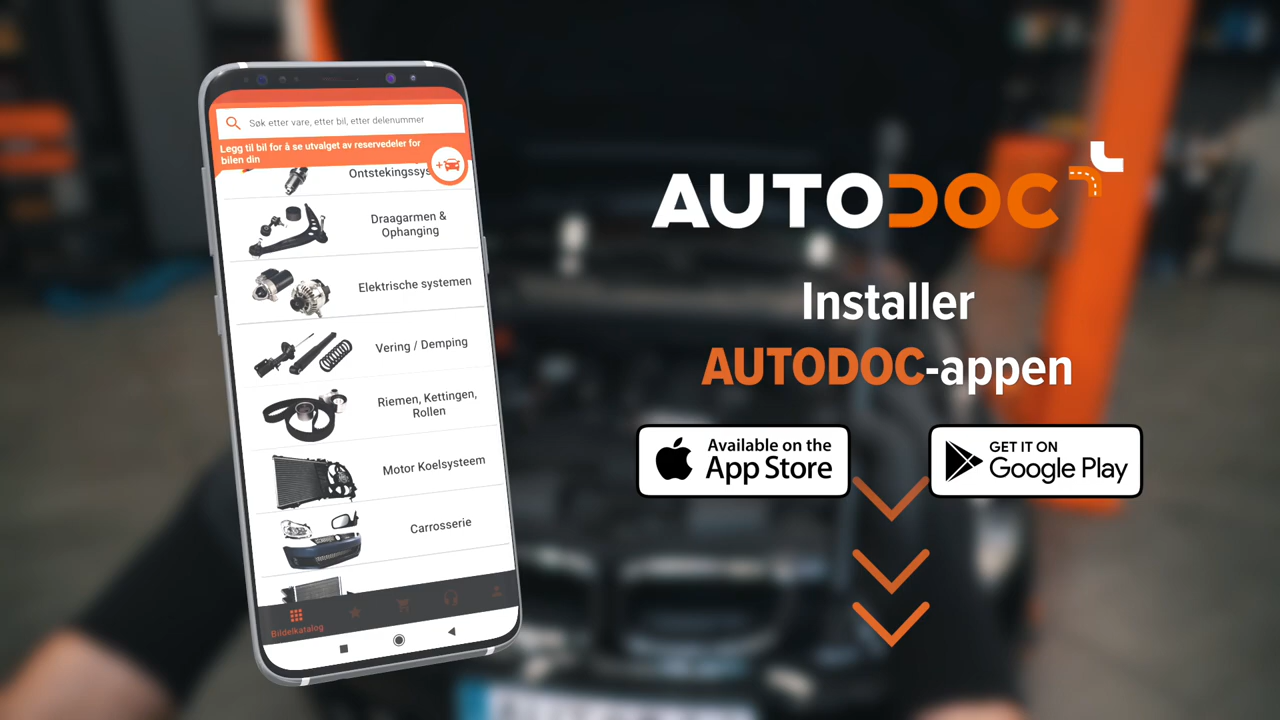 Søk etter vare, etter bil, etter delenummer
Legg til bil for å se utvalget av reservedeler for
bilen din
Draagarmen &
Ophanging
Elektrische systemen
Vering / Demping
Riemen, Kettingen,
Rollen
Motor Koelsysteem
Carrosserie
Bildelkatalog
AUTODOC
Installer
AUTODOC-appen
Available on the
App Store
GET IT ON
Google Play